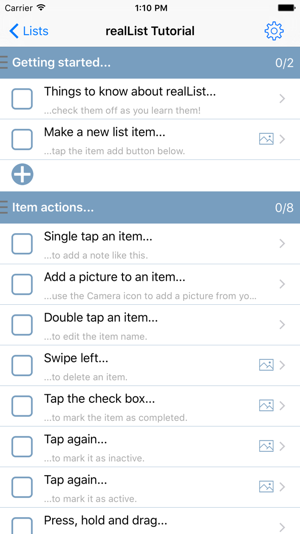 Carrier 1:10 PM
Lists realList Tutorial
Getting started... 0/2
Things to know about realList...
...check them off as you learn them!
Make a new list item...
...tap the item add button below.
Item actions... 0/8
Single tap an item...
...to add a note like this.
Add a picture to an item...
...use the Camera icon to add a picture from yo...
Double tap an item...
...to edit the item name.
Swipe left...
...to delete an item.
Tap the check box...
...to mark the item as completed.
Tap again...
...to mark it as inactive.
Tap again...
...to mark it as active.
Press, hold and drag...